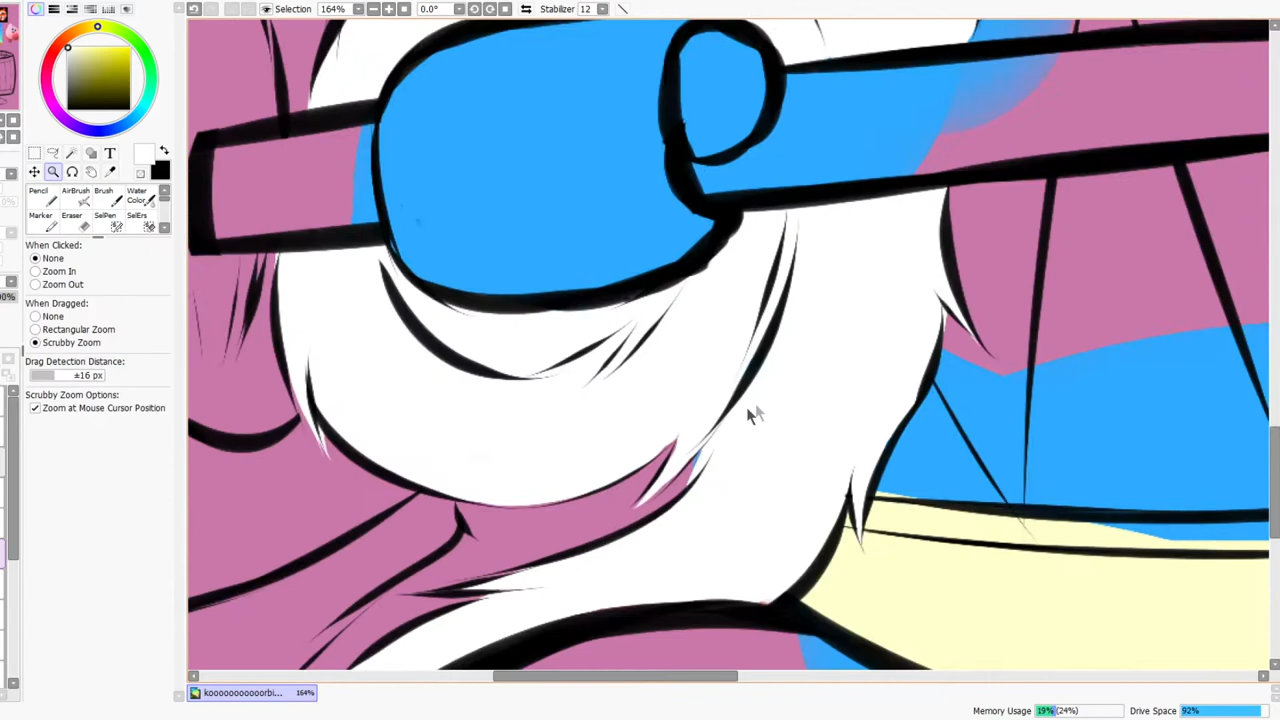 Selection 164% 0.0° Stabilizer 12
T
Pencil AirBrush Brush Water Color
Marker Eraser SelPen SelErs
When Clicked:
None
Zoom In
Zoom Out
When Dragged:
None
Rectangular Zoom
Scrubby Zoom
Drag Detection Distance:
±16 px
Scrubby Zoom Options:
Zoom at Mouse Cursor Position
kooooooooooorbi... 164%
Memory Usage 19% (24%) Drive Space 92%